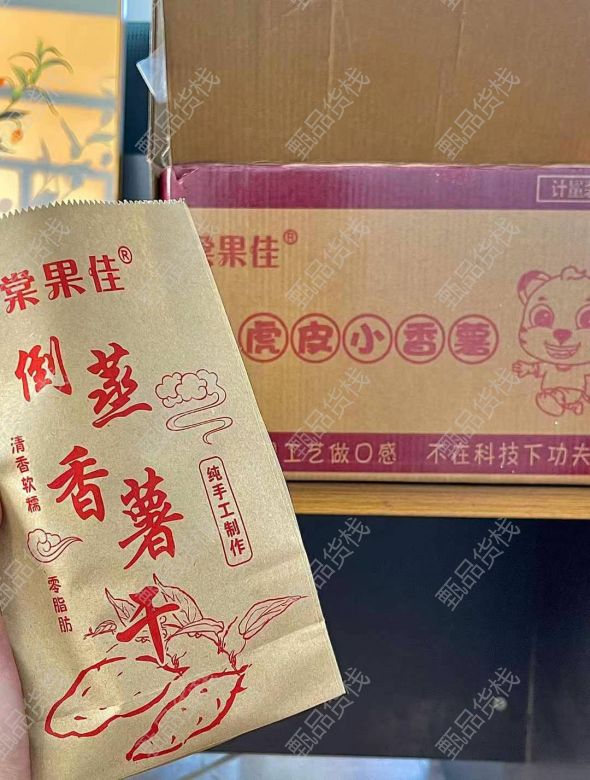 棠果佳®
倒蒸
香薯
干
清香软糯
零脂肪
纯手工制作
计量
棠果佳®
虎皮小香薯
工艺做口感 不在科技下功夫
甄品货栈